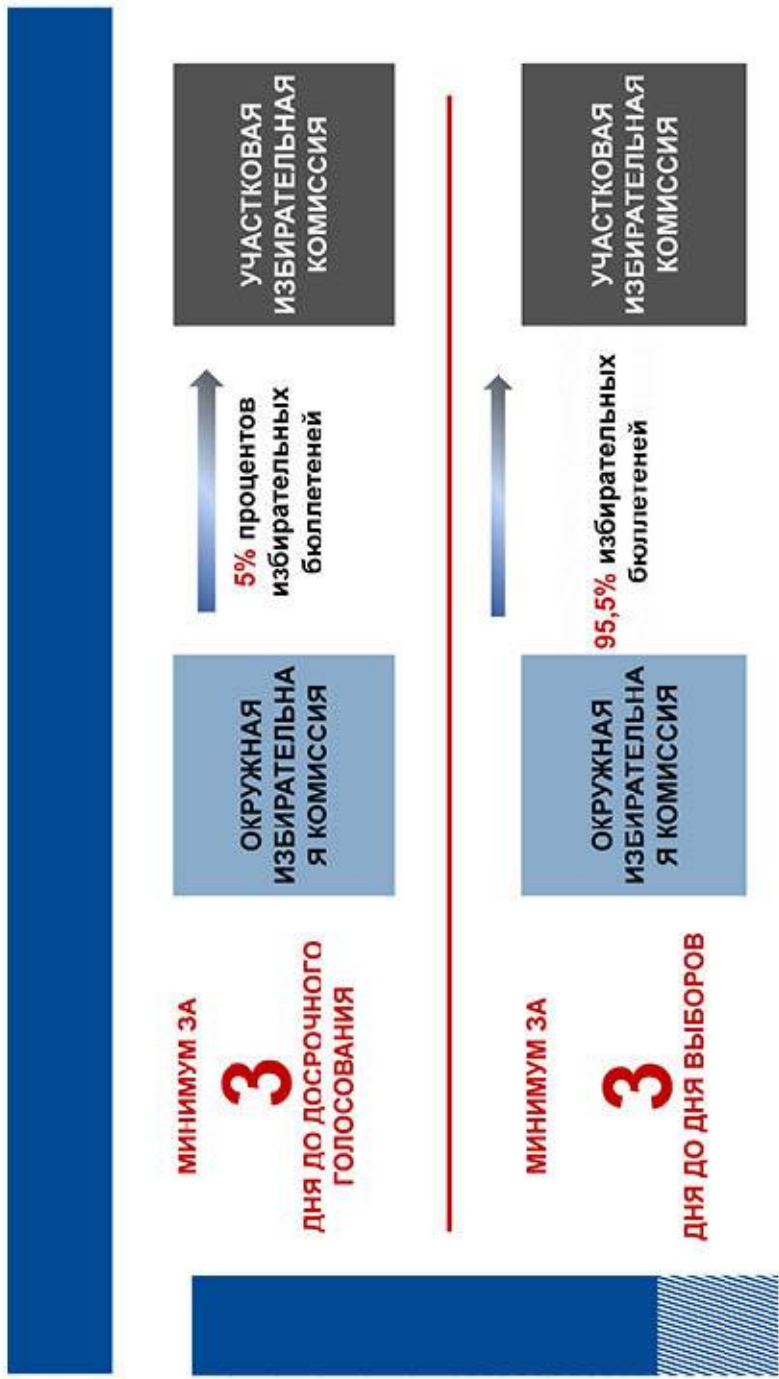 МИНИМУМ ЗА
3
ДНЯ ДО ДОСРОЧНОГО
ГОЛОСОВАНИЯ
ОКРУЖНАЯ
ИЗБИРАТЕЛЬНА
Я КОМИССИЯ
5% процентов
избирательных
бюллетеней
УЧАСТКОВАЯ
ИЗБИРАТЕЛЬНАЯ
КОМИССИЯ
МИНИМУМ ЗА
3
ДНЯ ДО ДНЯ ВЫБОРОВ
ОКРУЖНАЯ
ИЗБИРАТЕЛЬНА
Я КОМИССИЯ
95,5% избирательных
бюллетеней
УЧАСТКОВАЯ
ИЗБИРАТЕЛЬНАЯ
КОМИССИЯ